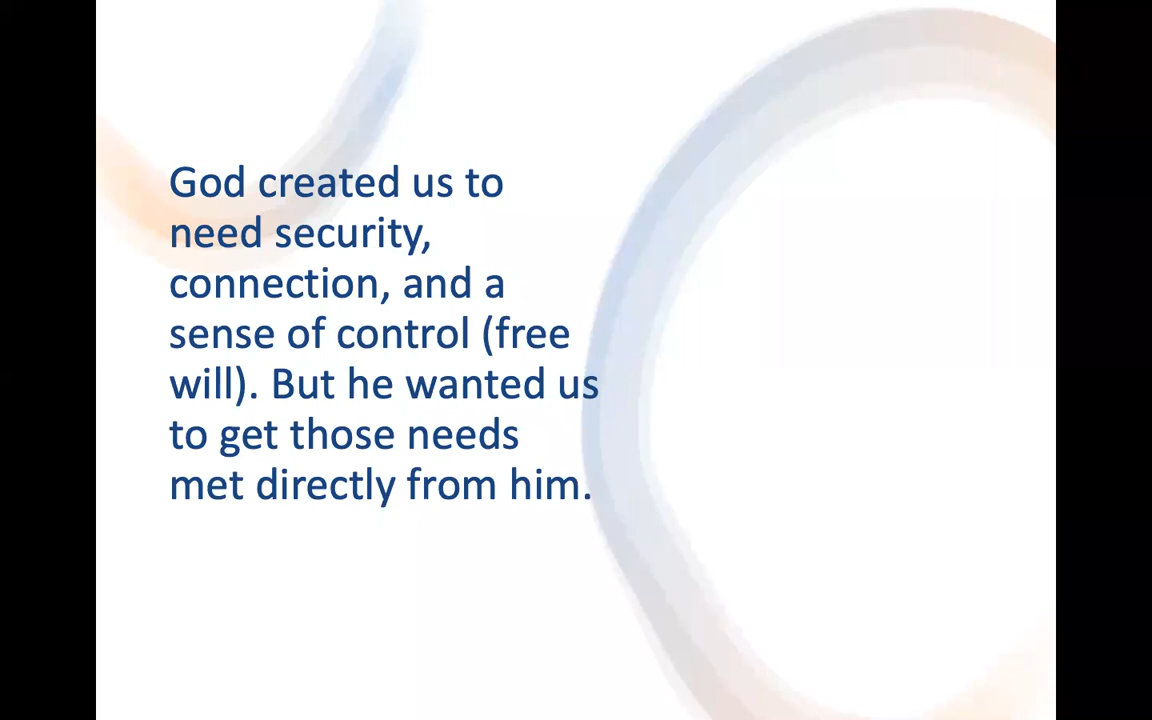 God created us to
need security,
connection, and a
sense of control (free
will). But he wanted us
to get those needs
met directly from him.